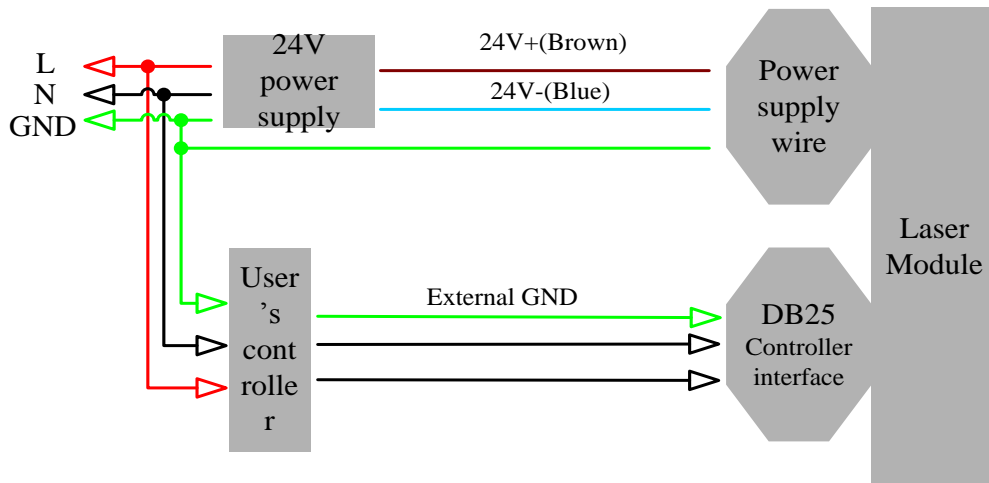 L
N
GND
24V
power
supply
24V+(Brown)
24V-(Blue)
Power
supply
wire
Laser
Module
User
’s
cont
rolle
r
External GND
DB25
Controller
interface